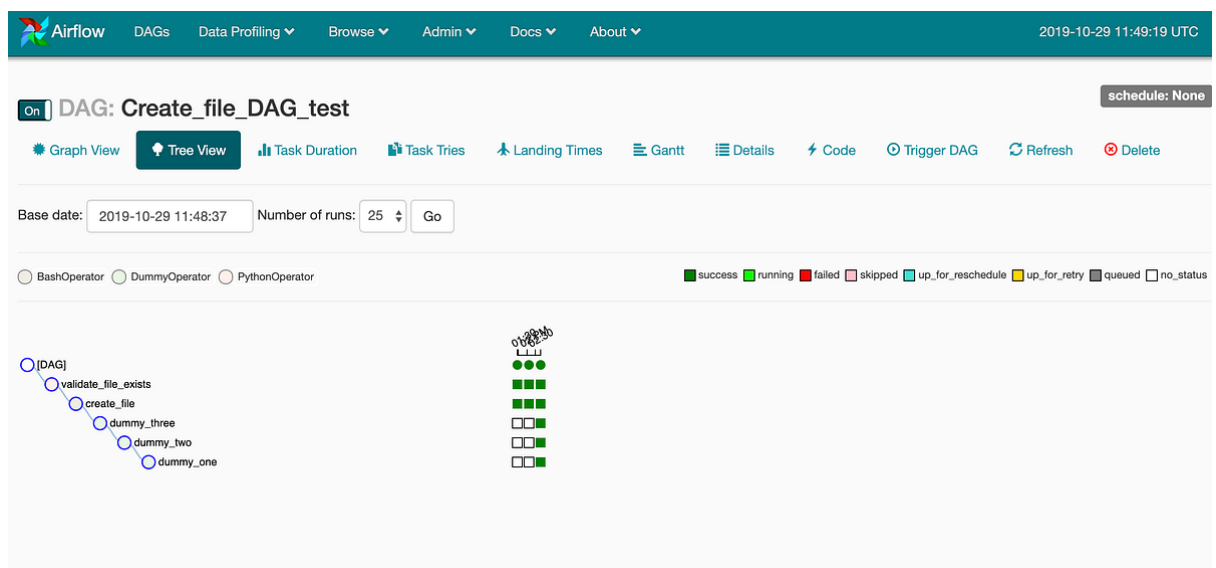 Airflow DAGs Data Profiling Browse Admin Docs About 2019-10-29 11:49:19 UTC
schedule: None
On DAG: Create_file_DAG_test
Graph View Tree View Task Duration Task Tries Landing Times Gantt Details Code Trigger DAG Refresh Delete
Base date: 2019-10-29 11:48:37 Number of runs: 25 Go
BashOperator DummyOperator PythonOperator success running failed skipped up_for_reschedule up_for_retry queued no_status
[DAG]
validate_file_exists
create_file
dummy_three
dummy_two
dummy_one